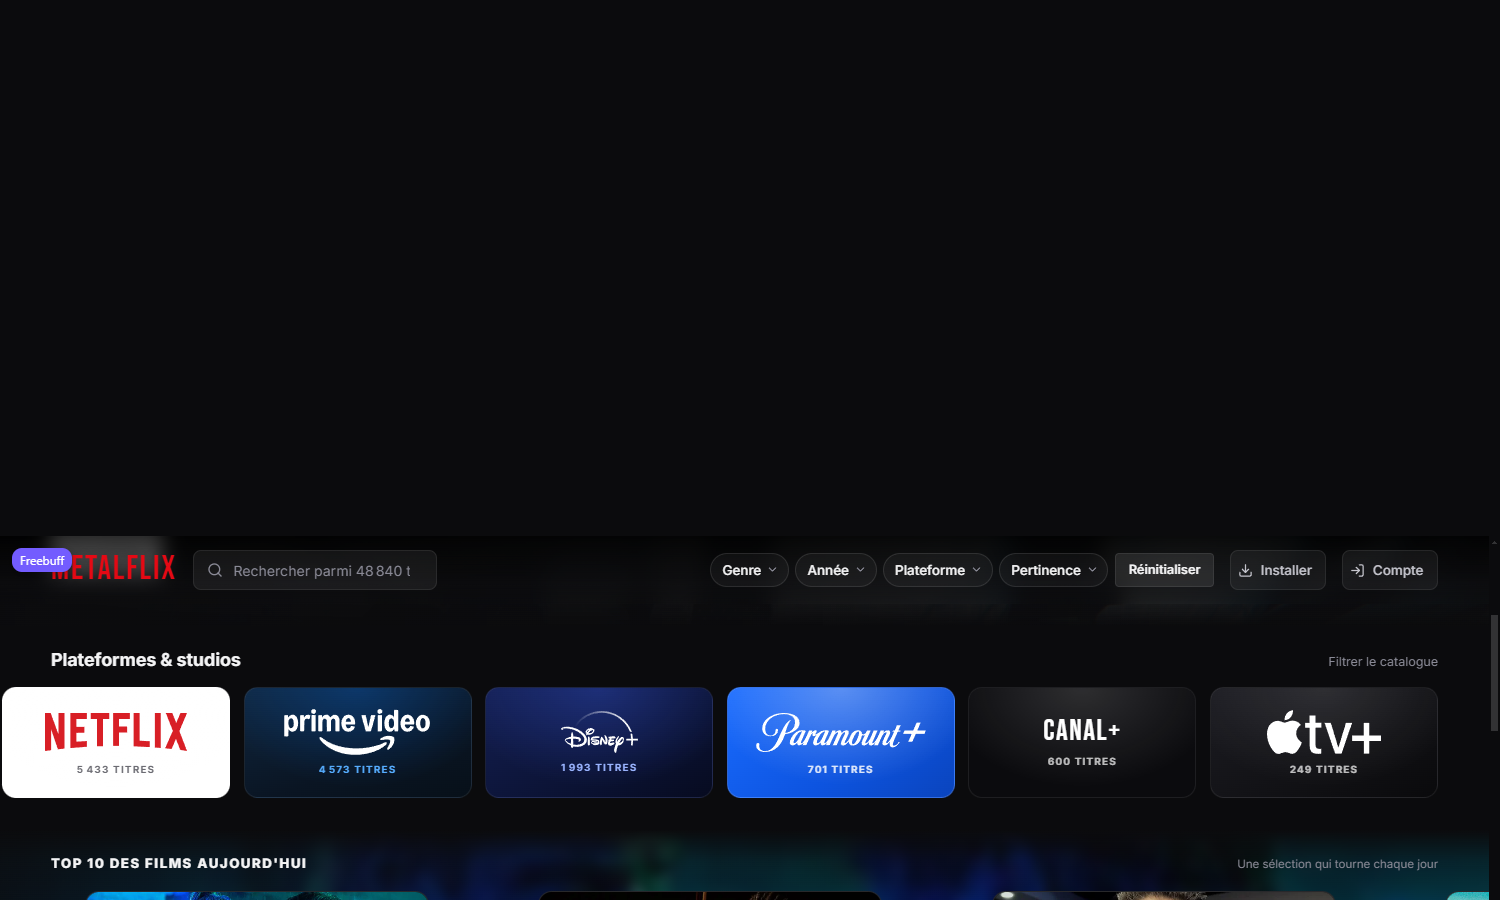 Freebuff
METALFLIX
Rechercher parmi 48 840 t
Genre
Année
Plateforme
Pertinence
Réinitialiser
Installer
Compte
Plateformes & studios
Filtrer le catalogue
NETFLIX
5 433 TITRES
prime video
4 573 TITRES
Disney+
1 993 TITRES
Paramount+
701 TITRES
CANAL+
600 TITRES
tv+
249 TITRES
TOP 10 DES FILMS AUJOURD'HUI
Une sélection qui tourne chaque jour